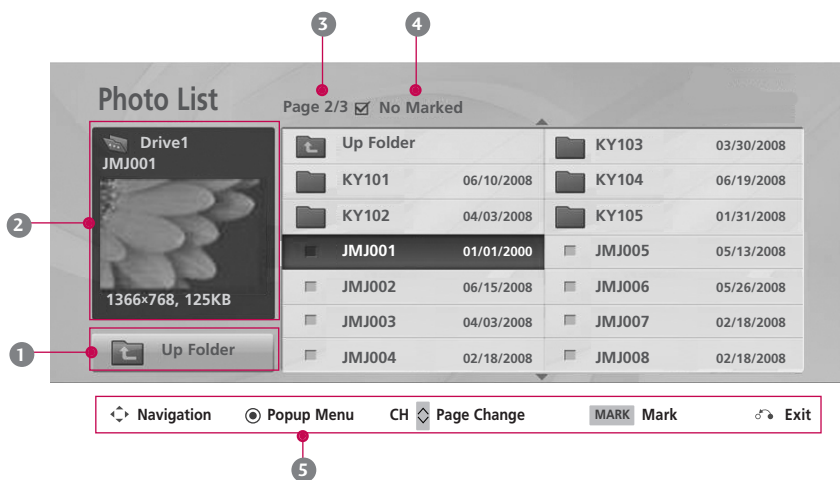 3 4
Photo List
Page 2/3 No Marked
Drive1
JMJ001
1366×768, 125KB
2
1
Up Folder
Up Folder
KY101 06/10/2008
KY102 04/03/2008
JMJ001 01/01/2000
JMJ002 06/15/2008
JMJ003 04/03/2008
JMJ004 02/18/2008
KY103 03/30/2008
KY104 06/19/2008
KY105 01/31/2008
JMJ005 05/13/2008
JMJ006 05/26/2008
JMJ007 02/18/2008
JMJ008 02/18/2008
Navigation Popup Menu CH Page Change MARK Mark Exit
5